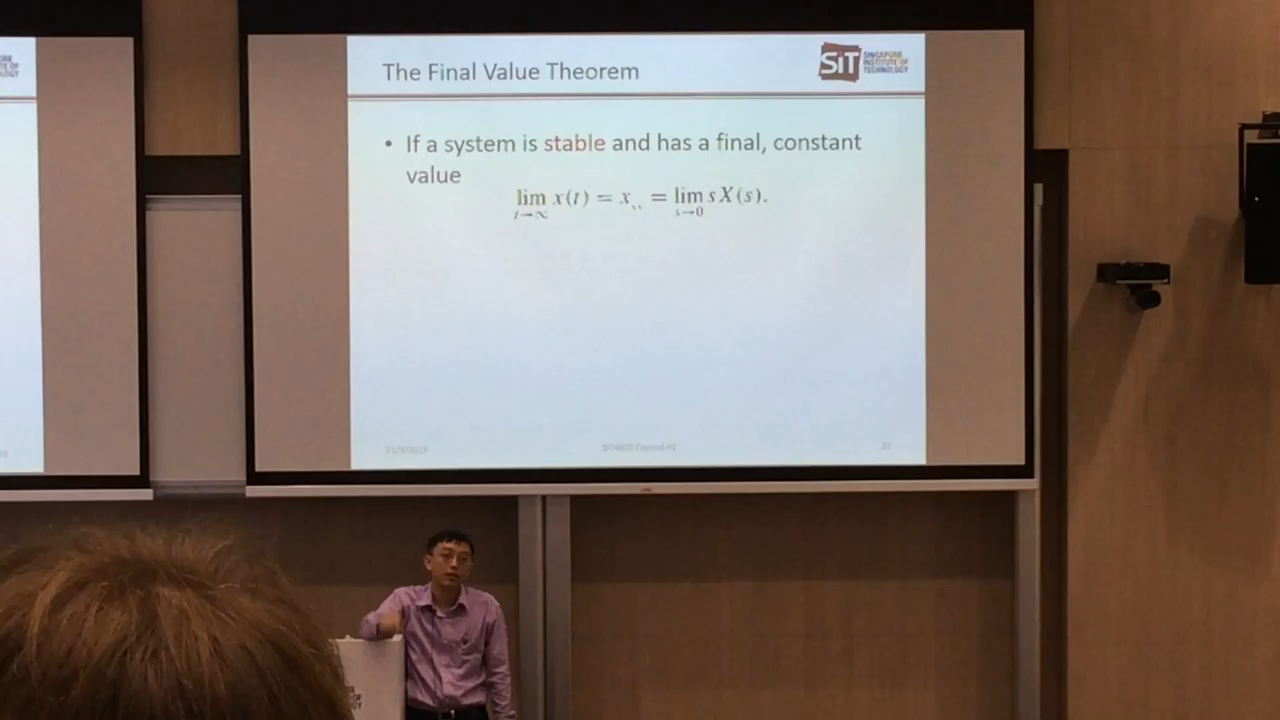 The Final Value Theorem
SiT
SINGAPORE
INSTITUTE OF
TECHNOLOGY
• If a system is stable and has a final, constant
value
lim x(t) = x = lim sX(s).
t→∞ s→0